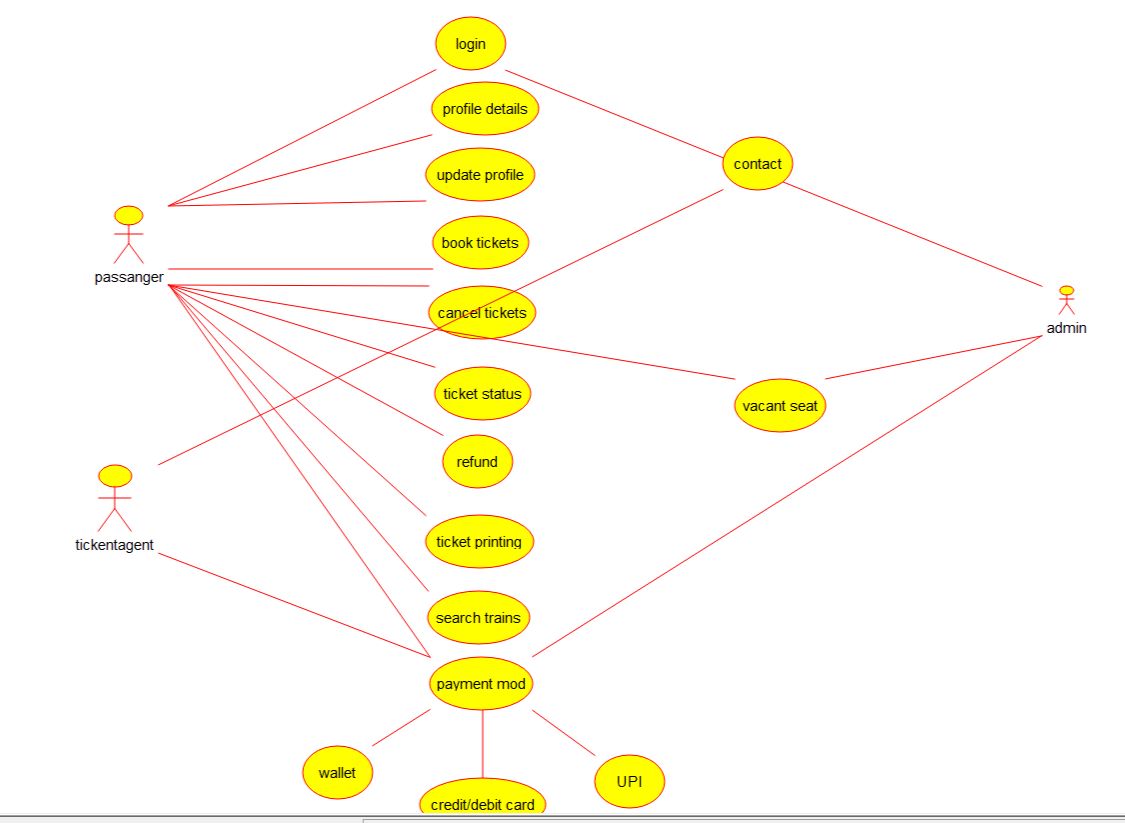 login
profile details
contact
update profile
book tickets
passanger
cancel tickets
admin
ticket status
vacant seat
refund
tickentagent
ticket printing
search trains
payment mod
wallet
UPI
credit/debit card